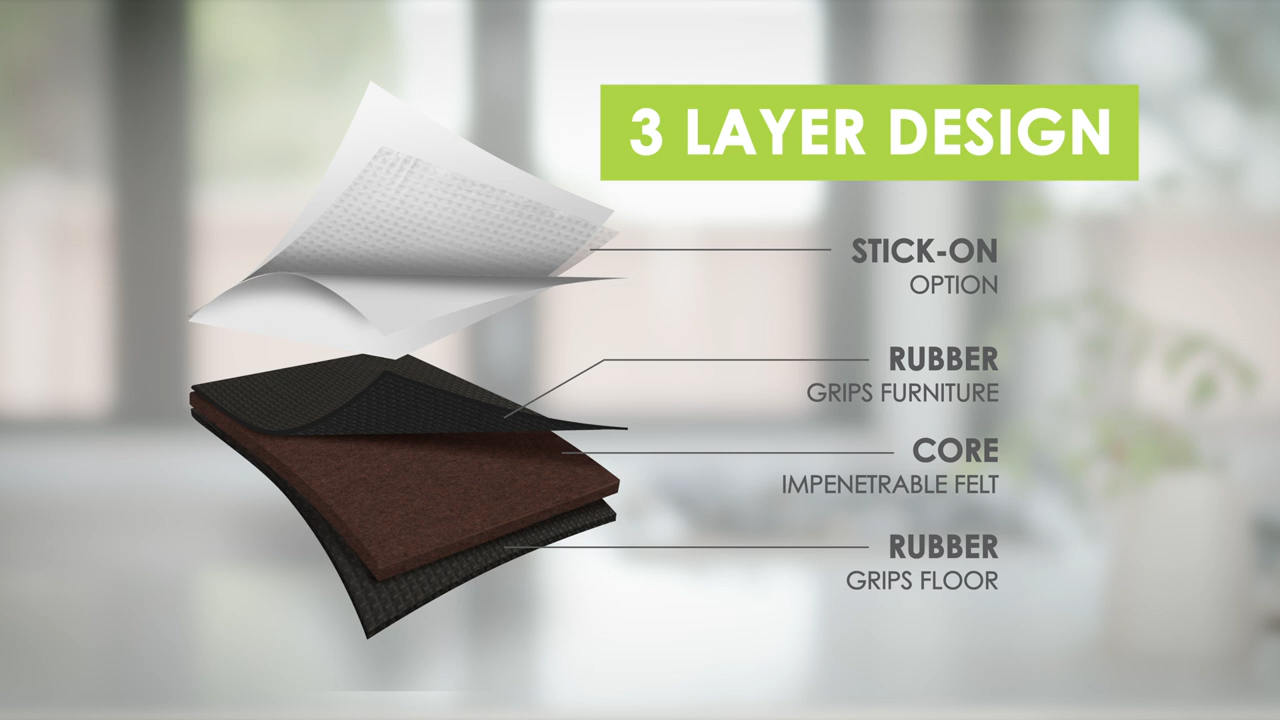 3 LAYER DESIGN
STICK-ON
OPTION
RUBBER
GRIPS FURNITURE
CORE
IMPENETRABLE FELT
RUBBER
GRIPS FLOOR